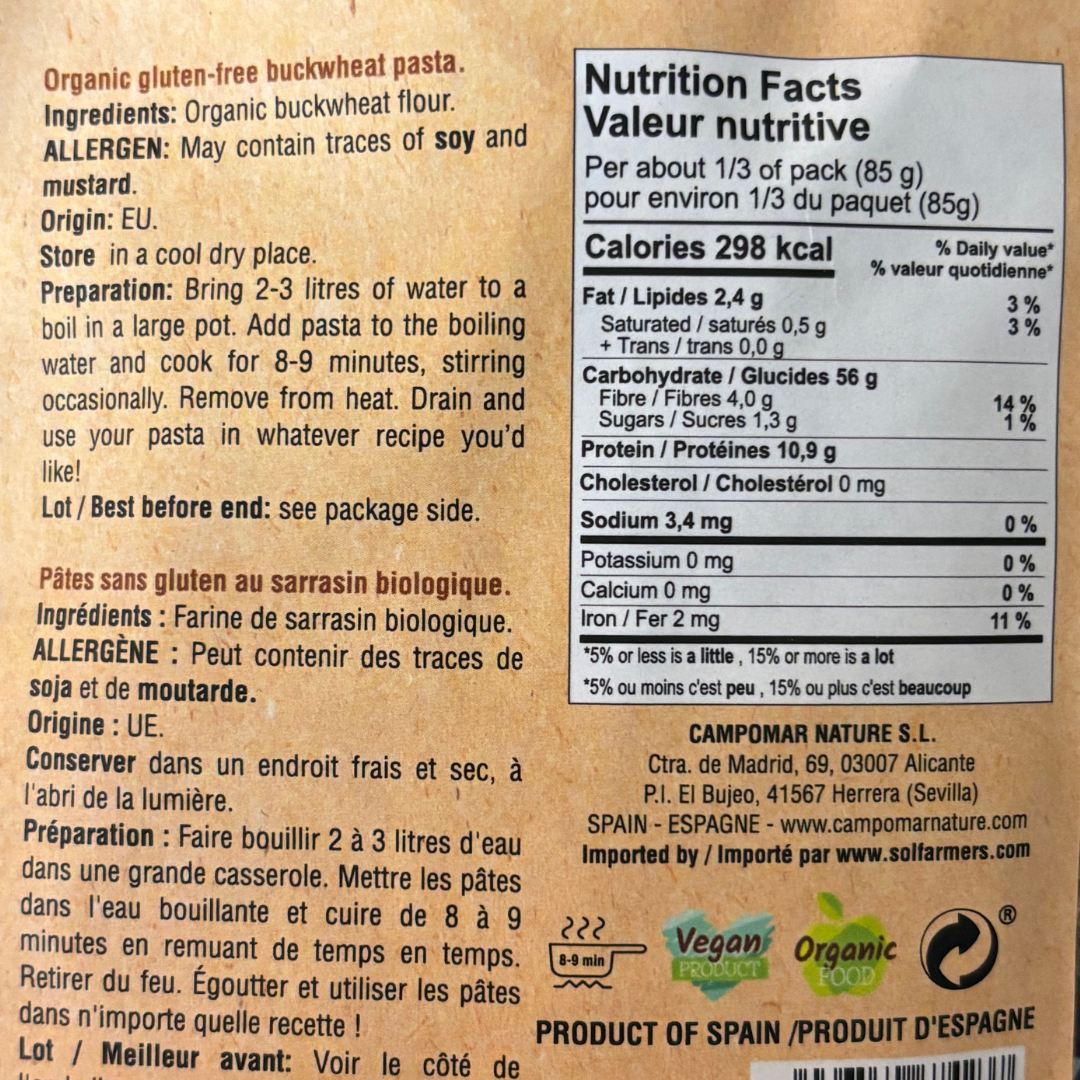 Organic gluten-free buckwheat pasta.
Ingredients: Organic buckwheat flour.
ALLERGEN: May contain traces of soy and
mustard.
Origin: EU.
Store in a cool dry place.
Preparation: Bring 2-3 litres of water to a
boil in a large pot. Add pasta to the boiling
water and cook for 8-9 minutes, stirring
occasionally. Remove from heat. Drain and
use your pasta in whatever recipe you'd
like!
Lot / Best before end: see package side.
Pâtes sans gluten au sarrasin biologique.
Ingrédients : Farine de sarrasin biologique.
ALLERGÈNE : Peut contenir des traces de
soja et de moutarde.
Origine : UE.
Conserver dans un endroit frais et sec, à
l'abri de la lumière.
Préparation : Faire bouillir 2 à 3 litres d'eau
dans une grande casserole. Mettre les pâtes
dans l'eau bouillante et cuire de 8 à 9
minutes en remuant de temps en temps.
Retirer du feu. Égoutter et utiliser les pâtes
dans n'importe quelle recette !
Lot / Meilleur avant: Voir le côté de
Nutrition Facts
Valeur nutritive
Per about 1/3 of pack (85 g)
pour environ 1/3 du paquet (85g)
Calories 298 kcal
% Daily value*
% valeur quotidienne*
Fat / Lipides 2,4 g 3 %
Saturated / saturés 0,5 g 3 %
+ Trans / trans 0,0 g
Carbohydrate / Glucides 56 g
Fibre / Fibres 4,0 g 14 %
Sugars / Sucres 1,3 g 1 %
Protein / Protéines 10,9 g
Cholesterol / Cholestérol 0 mg
Sodium 3,4 mg 0 %
Potassium 0 mg 0 %
Calcium 0 mg 0 %
Iron / Fer 2 mg 11 %
*5% or less is a little , 15% or more is a lot
*5% ou moins c'est peu , 15% ou plus c'est beaucoup
CAMPOMAR NATURE S.L.
Ctra. de Madrid, 69, 03007 Alicante
P.I. El Bujeo, 41567 Herrera (Sevilla)
SPAIN - ESPAGNE - www.campomarnature.com
Imported by / Importé par www.solfarmers.com
8-9 min
Vegan
PRODUCT
Organic
FOOD
®
PRODUCT OF SPAIN /PRODUIT D'ESPAGNE